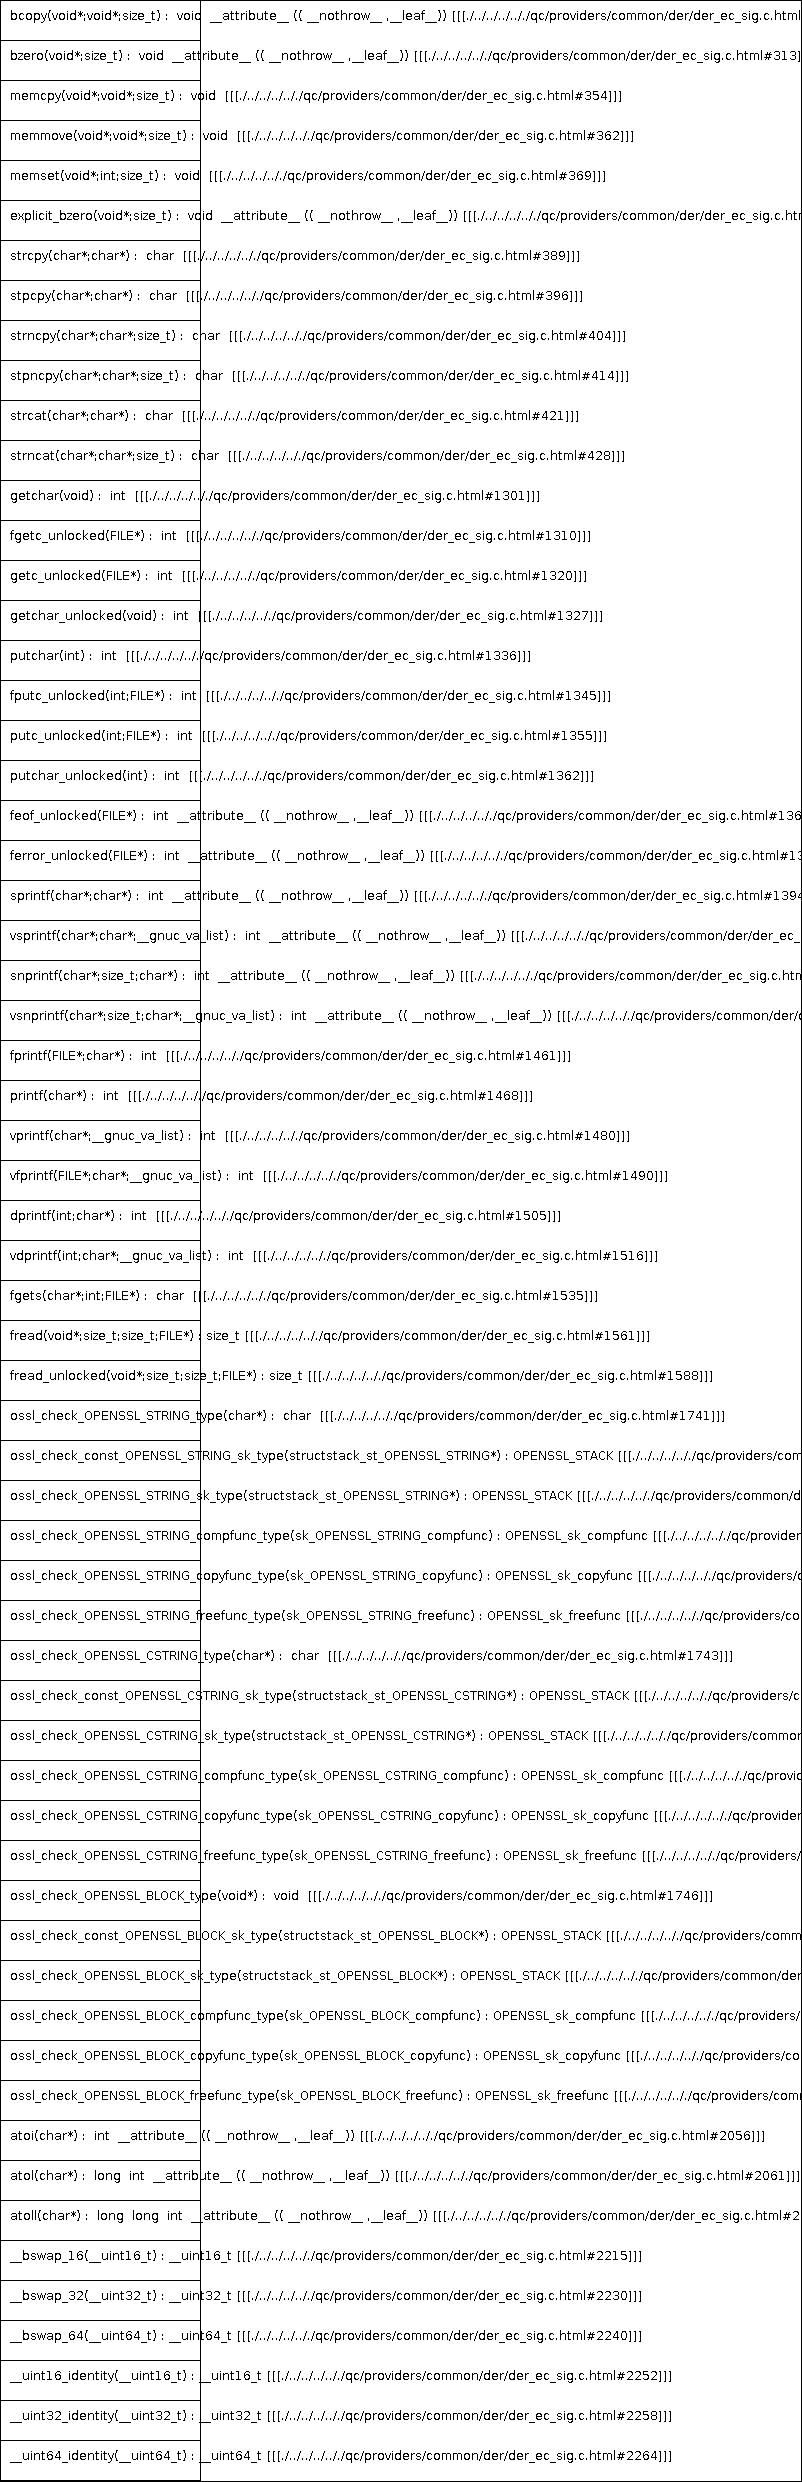 bcopy(void*;void*;size_t) : void __attribute__ (( __nothrow__ ,__leaf__)) [[[./../../../../qc/providers/common/der/der_ec_sig.c.html
bzero(void*;size_t) : void __attribute__ (( __nothrow__ ,__leaf__)) [[[./../../../../qc/providers/common/der/der_ec_sig.c.html#313]
memcpy(void*;void*;size_t) : void [[[./../../../../qc/providers/common/der/der_ec_sig.c.html#354]]]
memmove(void*;void*;size_t) : void [[[./../../../../qc/providers/common/der/der_ec_sig.c.html#362]]]
memset(void*;int;size_t) : void [[[./../../../../qc/providers/common/der/der_ec_sig.c.html#369]]]
explicit_bzero(void*;size_t) : void __attribute__ (( __nothrow__ ,__leaf__)) [[[./../../../../qc/providers/common/der/der_ec_sig.c.htm
strcpy(char*;char*) : char [[[./../../../../qc/providers/common/der/der_ec_sig.c.html#389]]]
stpcpy(char*;char*) : char [[[./../../../../qc/providers/common/der/der_ec_sig.c.html#396]]]
strncpy(char*;char*;size_t) : char [[[./../../../../qc/providers/common/der/der_ec_sig.c.html#404]]]
stpncpy(char*;char*;size_t) : char [[[./../../../../qc/providers/common/der/der_ec_sig.c.html#414]]]
strcat(char*;char*) : char [[[./../../../../qc/providers/common/der/der_ec_sig.c.html#421]]]
strncat(char*;char*;size_t) : char [[[./../../../../qc/providers/common/der/der_ec_sig.c.html#428]]]
getchar(void) : int [[[./../../../../qc/providers/common/der/der_ec_sig.c.html#1301]]]
fgetc_unlocked(FILE*) : int [[[./../../../../qc/providers/common/der/der_ec_sig.c.html#1310]]]
getc_unlocked(FILE*) : int [[[./../../../../qc/providers/common/der/der_ec_sig.c.html#1320]]]
getchar_unlocked(void) : int [[[./../../../../qc/providers/common/der/der_ec_sig.c.html#1327]]]
putchar(int) : int [[[./../../../../qc/providers/common/der/der_ec_sig.c.html#1336]]]
fputc_unlocked(int;FILE*) : int [[[./../../../../qc/providers/common/der/der_ec_sig.c.html#1345]]]
putc_unlocked(int;FILE*) : int [[[./../../../../qc/providers/common/der/der_ec_sig.c.html#1355]]]
putchar_unlocked(int) : int [[[./../../../../qc/providers/common/der/der_ec_sig.c.html#1362]]]
feof_unlocked(FILE*) : int __attribute__ (( __nothrow__ ,__leaf__)) [[[./../../../../qc/providers/common/der/der_ec_sig.c.html#136
ferror_unlocked(FILE*) : int __attribute__ (( __nothrow__ ,__leaf__)) [[[./../../../../qc/providers/common/der/der_ec_sig.c.html#13
sprintf(char*;char*) : int __attribute__ (( __nothrow__ ,__leaf__)) [[[./../../../../qc/providers/common/der/der_ec_sig.c.html#1394
vsprintf(char*;char*;__gnuc_va_list) : int __attribute__ (( __nothrow__ ,__leaf__)) [[[./../../../../qc/providers/common/der/der_ec_
snprintf(char*;size_t;char*) : int __attribute__ (( __nothrow__ ,__leaf__)) [[[./../../../../qc/providers/common/der/der_ec_sig.c.htm
vsnprintf(char*;size_t;char*;__gnuc_va_list) : int __attribute__ (( __nothrow__ ,__leaf__)) [[[./../../../../qc/providers/common/der/
fprintf(FILE*;char*) : int [[[./../../../../qc/providers/common/der/der_ec_sig.c.html#1461]]]
printf(char*) : int [[[./../../../../qc/providers/common/der/der_ec_sig.c.html#1468]]]
vprintf(char*;__gnuc_va_list) : int [[[./../../../../qc/providers/common/der/der_ec_sig.c.html#1480]]]
vfprintf(FILE*;char*;__gnuc_va_list) : int [[[./../../../../qc/providers/common/der/der_ec_sig.c.html#1490]]]
dprintf(int;char*) : int [[[./../../../../qc/providers/common/der/der_ec_sig.c.html#1505]]]
vdprintf(int;char*;__gnuc_va_list) : int [[[./../../../../qc/providers/common/der/der_ec_sig.c.html#1516]]]
fgets(char*;int;FILE*) : char [[[./../../../../qc/providers/common/der/der_ec_sig.c.html#1535]]]
fread(void*;size_t;size_t;FILE*) : size_t [[[./../../../../qc/providers/common/der/der_ec_sig.c.html#1561]]]
fread_unlocked(void*;size_t;size_t;FILE*) : size_t [[[./../../../../qc/providers/common/der/der_ec_sig.c.html#1588]]]
ossl_check_OPENSSL_STRING_type(char*) : char [[[./../../../../qc/providers/common/der/der_ec_sig.c.html#1741]]]
ossl_check_const_OPENSSL_STRING_sk_type(structstack_st_OPENSSL_STRING*) : OPENSSL_STACK [[[./../../../../qc/providers/com
ossl_check_OPENSSL_STRING_sk_type(structstack_st_OPENSSL_STRING*) : OPENSSL_STACK [[[./../../../../qc/providers/common/d
ossl_check_OPENSSL_STRING_compfunc_type(sk_OPENSSL_STRING_compfunc) : OPENSSL_sk_compfunc [[[./../../../../qc/provider
ossl_check_OPENSSL_STRING_copyfunc_type(sk_OPENSSL_STRING_copyfunc) : OPENSSL_sk_copyfunc [[[./../../../../qc/providers/c
ossl_check_OPENSSL_STRING_freefunc_type(sk_OPENSSL_STRING_freefunc) : OPENSSL_sk_freefunc [[[./../../../../qc/providers/co
ossl_check_OPENSSL_CSTRING_type(char*) : char [[[./../../../../qc/providers/common/der/der_ec_sig.c.html#1743]]]
ossl_check_const_OPENSSL_CSTRING_sk_type(structstack_st_OPENSSL_CSTRING*) : OPENSSL_STACK [[[./../../../../qc/providers/c
ossl_check_OPENSSL_CSTRING_sk_type(structstack_st_OPENSSL_CSTRING*) : OPENSSL_STACK [[[./../../../../qc/providers/common
ossl_check_OPENSSL_CSTRING_compfunc_type(sk_OPENSSL_CSTRING_compfunc) : OPENSSL_sk_compfunc [[[./../../../../qc/provid
ossl_check_OPENSSL_CSTRING_copyfunc_type(sk_OPENSSL_CSTRING_copyfunc) : OPENSSL_sk_copyfunc [[[./../../../../qc/provider
ossl_check_OPENSSL_CSTRING_freefunc_type(sk_OPENSSL_CSTRING_freefunc) : OPENSSL_sk_freefunc [[[./../../../../qc/providers/
ossl_check_OPENSSL_BLOCK_type(void*) : void [[[./../../../../qc/providers/common/der/der_ec_sig.c.html#1746]]]
ossl_check_const_OPENSSL_BLOCK_sk_type(structstack_st_OPENSSL_BLOCK*) : OPENSSL_STACK [[[./../../../../qc/providers/comm
ossl_check_OPENSSL_BLOCK_sk_type(structstack_st_OPENSSL_BLOCK*) : OPENSSL_STACK [[[./../../../../qc/providers/common/der
ossl_check_OPENSSL_BLOCK_compfunc_type(sk_OPENSSL_BLOCK_compfunc) : OPENSSL_sk_compfunc [[[./../../../../qc/providers/
ossl_check_OPENSSL_BLOCK_copyfunc_type(sk_OPENSSL_BLOCK_copyfunc) : OPENSSL_sk_copyfunc [[[./../../../../qc/providers/co
ossl_check_OPENSSL_BLOCK_freefunc_type(sk_OPENSSL_BLOCK_freefunc) : OPENSSL_sk_freefunc [[[./../../../../qc/providers/com
atoi(char*) : int __attribute__ (( __nothrow__ ,__leaf__)) [[[./../../../../qc/providers/common/der/der_ec_sig.c.html#2056]]]
atol(char*) : long int __attribute__ (( __nothrow__ ,__leaf__)) [[[./../../../../qc/providers/common/der/der_ec_sig.c.html#2061]]]
atoll(char*) : long long int __attribute__ (( __nothrow__ ,__leaf__)) [[[./../../../../qc/providers/common/der/der_ec_sig.c.html#2
__bswap_16(__uint16_t) : __uint16_t [[[./../../../../qc/providers/common/der/der_ec_sig.c.html#2215]]]
__bswap_32(__uint32_t) : __uint32_t [[[./../../../../qc/providers/common/der/der_ec_sig.c.html#2230]]]
__bswap_64(__uint64_t) : __uint64_t [[[./../../../../qc/providers/common/der/der_ec_sig.c.html#2240]]]
__uint16_identity(__uint16_t) : __uint16_t [[[./../../../../qc/providers/common/der/der_ec_sig.c.html#2252]]]
__uint32_identity(__uint32_t) : __uint32_t [[[./../../../../qc/providers/common/der/der_ec_sig.c.html#2258]]]
__uint64_identity(__uint64_t) : __uint64_t [[[./../../../../qc/providers/common/der/der_ec_sig.c.html#2264]]]